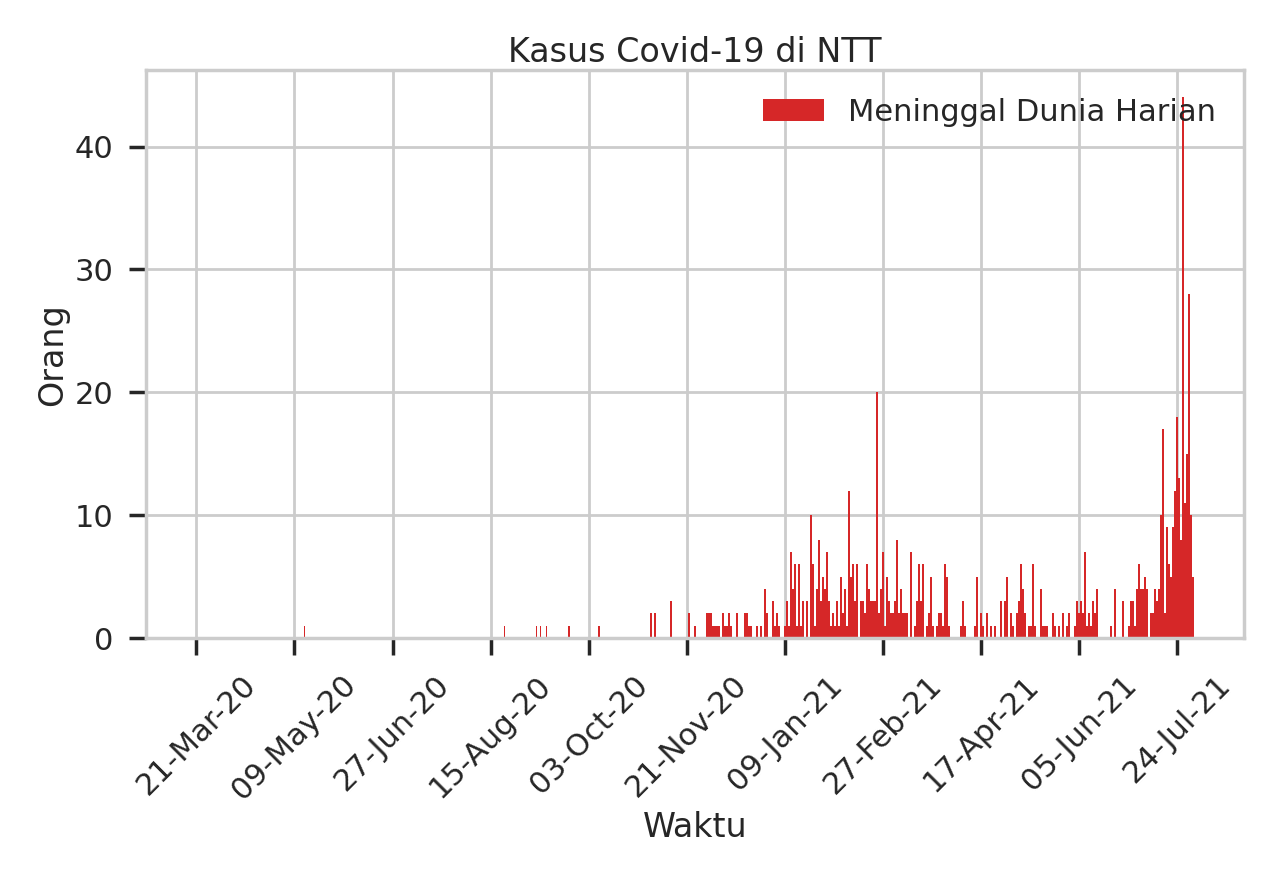 Kasus Covid-19 di NTT
Meninggal Dunia Harian
Orang
40
30
20
10
0
21-Mar-20
09-May-20
27-Jun-20
15-Aug-20
03-Oct-20
21-Nov-20
09-Jan-21
27-Feb-21
17-Apr-21
05-Jun-21
24-Jul-21
Waktu